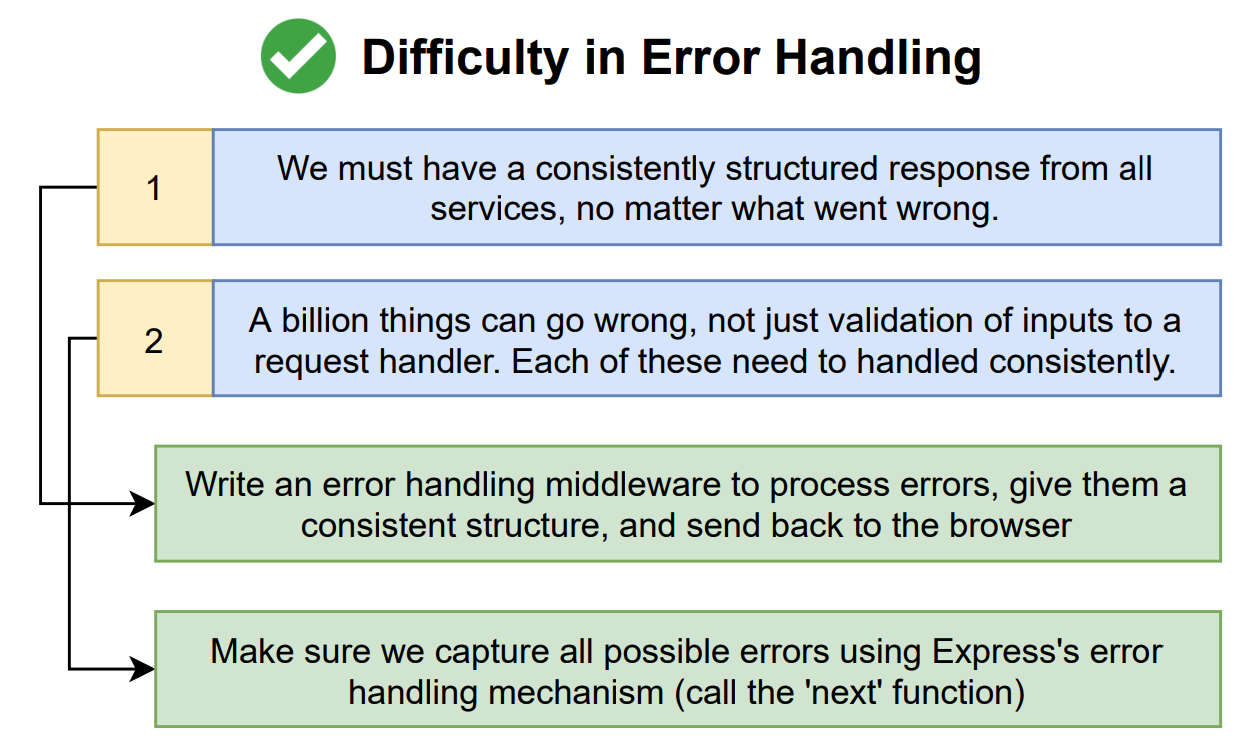 Difficulty in Error Handling
1
We must have a consistently structured response from all
services, no matter what went wrong.
2
A billion things can go wrong, not just validation of inputs to a
request handler. Each of these need to handled consistently.
Write an error handling middleware to process errors, give them a
consistent structure, and send back to the browser
Make sure we capture all possible errors using Express's error
handling mechanism (call the 'next' function)